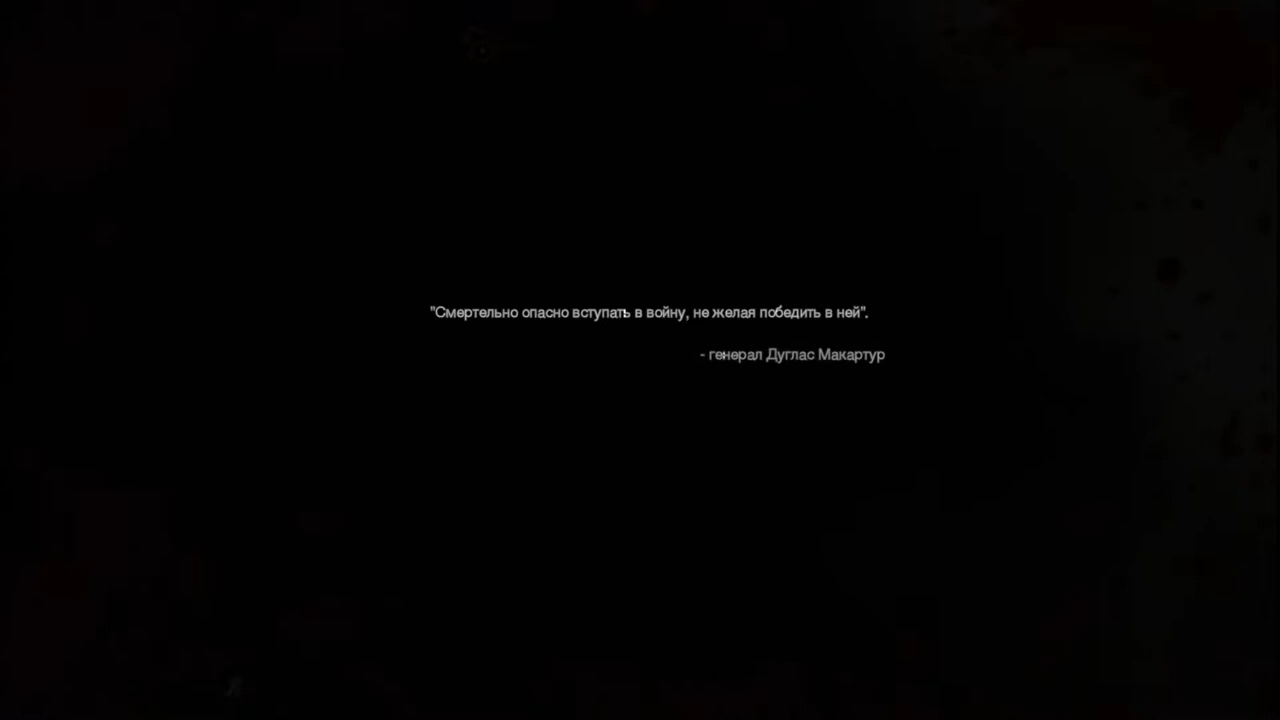 "Смертельно опасно вступать в войну, не желая победить в ней".
- генерал Дуглас Макартур